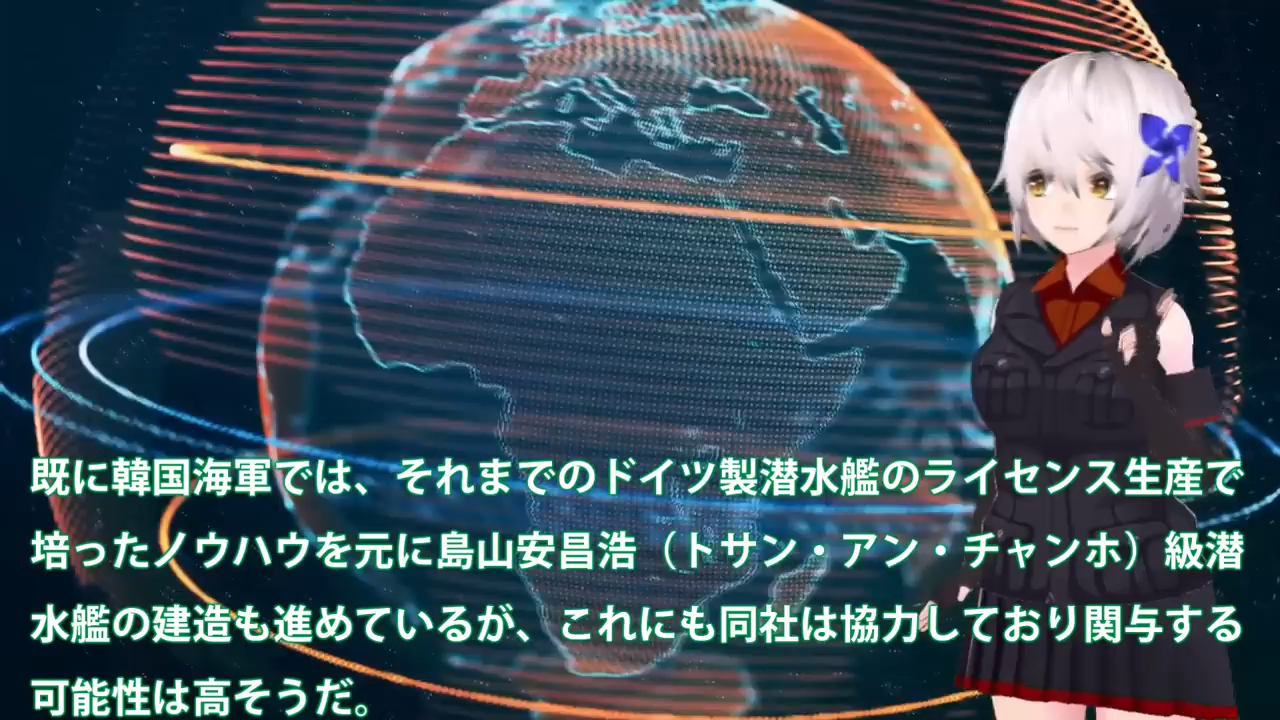 既に韓国海軍では、それまでのドイツ製潜水艦のライセンス生産で
培ったノウハウを元に島山安昌浩（トサン・アン・チャンホ）級潜
水艦の建造も進めているが、これにも同社は協力しており関与する
可能性は高そうだ。